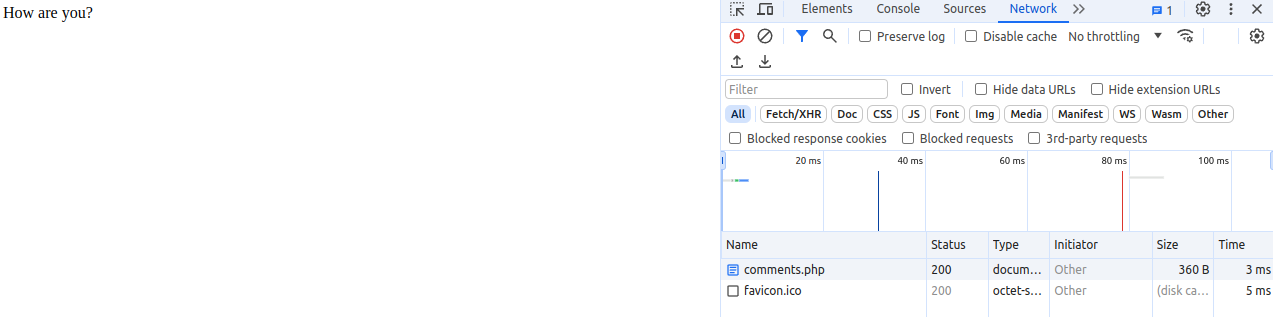 How are you?
Elements Console Sources Network 1
Preserve log Disable cache No throttling
Filter Invert Hide data URLs Hide extension URLs
All Fetch/XHR Doc CSS JS Font Img Media Manifest WS Wasm Other
Blocked response cookies Blocked requests 3rd-party requests
20 ms 40 ms 60 ms 80 ms 100 ms
Name Status Type Initiator Size Time
comments.php 200 docum... Other 360 B 3 ms
favicon.ico 200 octet-s... Other (disk ca... 5 ms